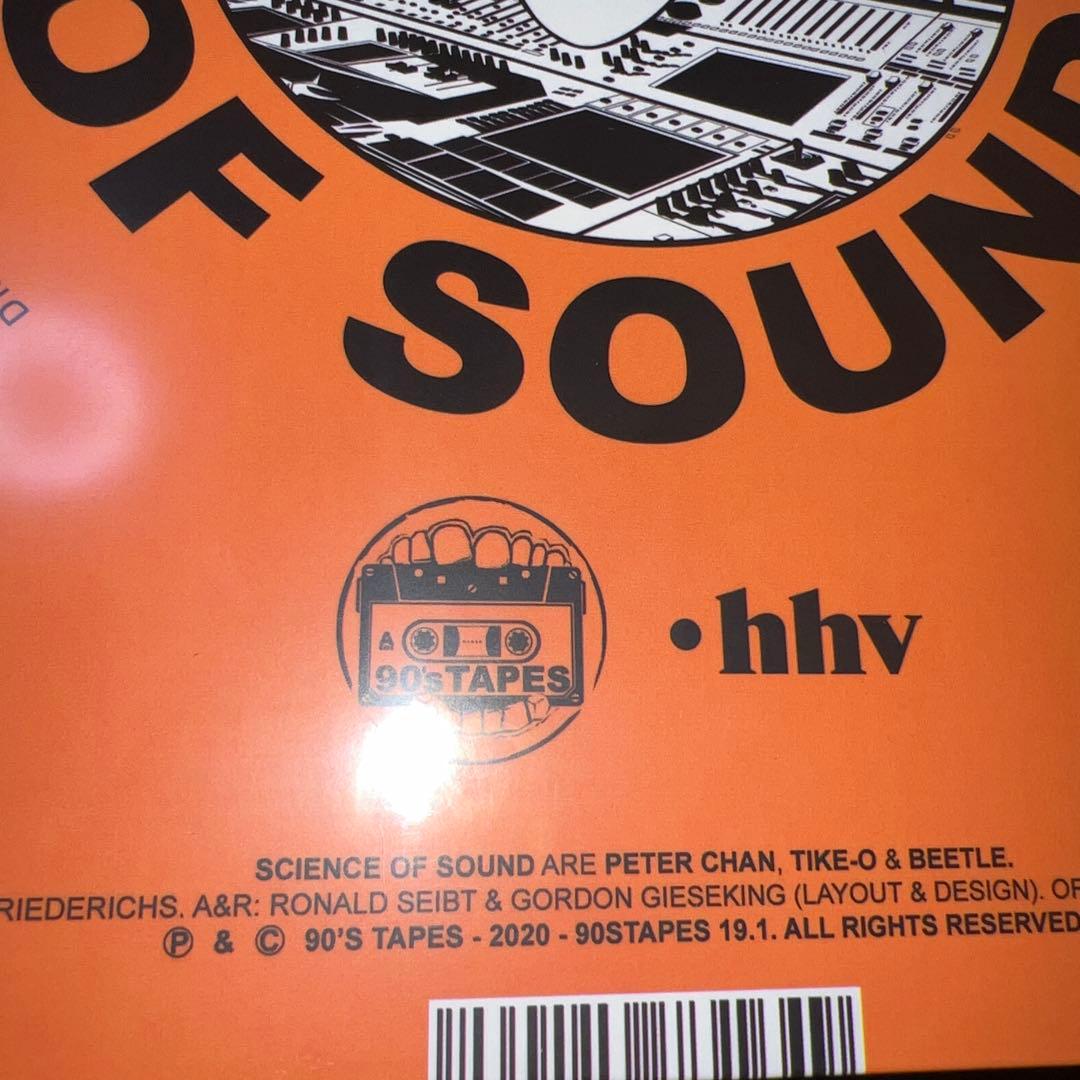 OF SOUND
A
90's TAPES
•hhv
SCIENCE OF SOUND ARE PETER CHAN, TIKE-O & BEETLE.
RIEDERICHS. A&R: RONALD SEIBT & GORDON GIESEKING (LAYOUT & DESIGN). OF
Ⓟ & © 90'S TAPES - 2020 - 90STAPES 19.1. ALL RIGHTS RESERVED